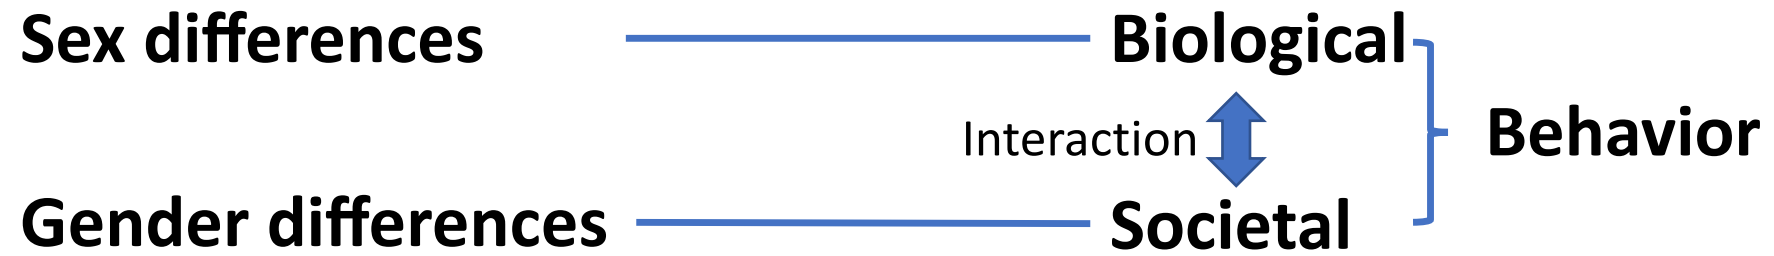 Sex differences
Biological
Interaction
Behavior
Gender differences
Societal